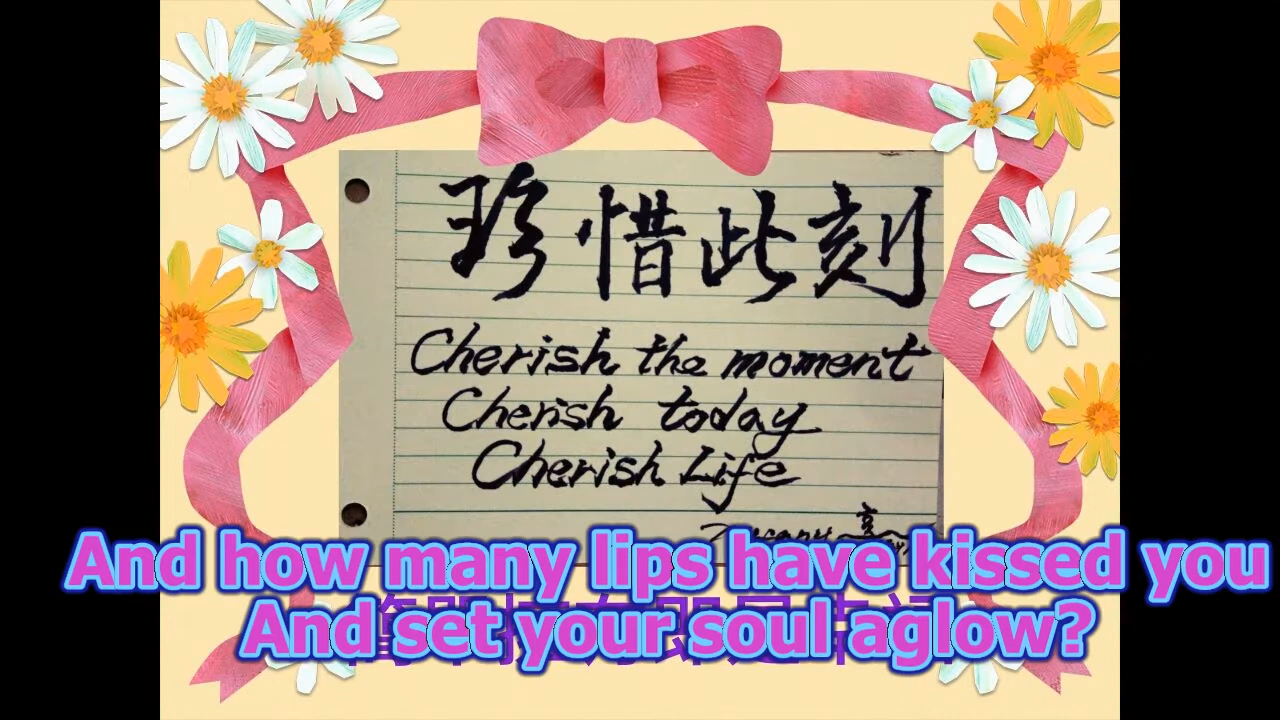 珍惜此刻
Cherish the moment
Cherish today
Cherish Life
And how many lips have kissed you
And set your soul aglow?